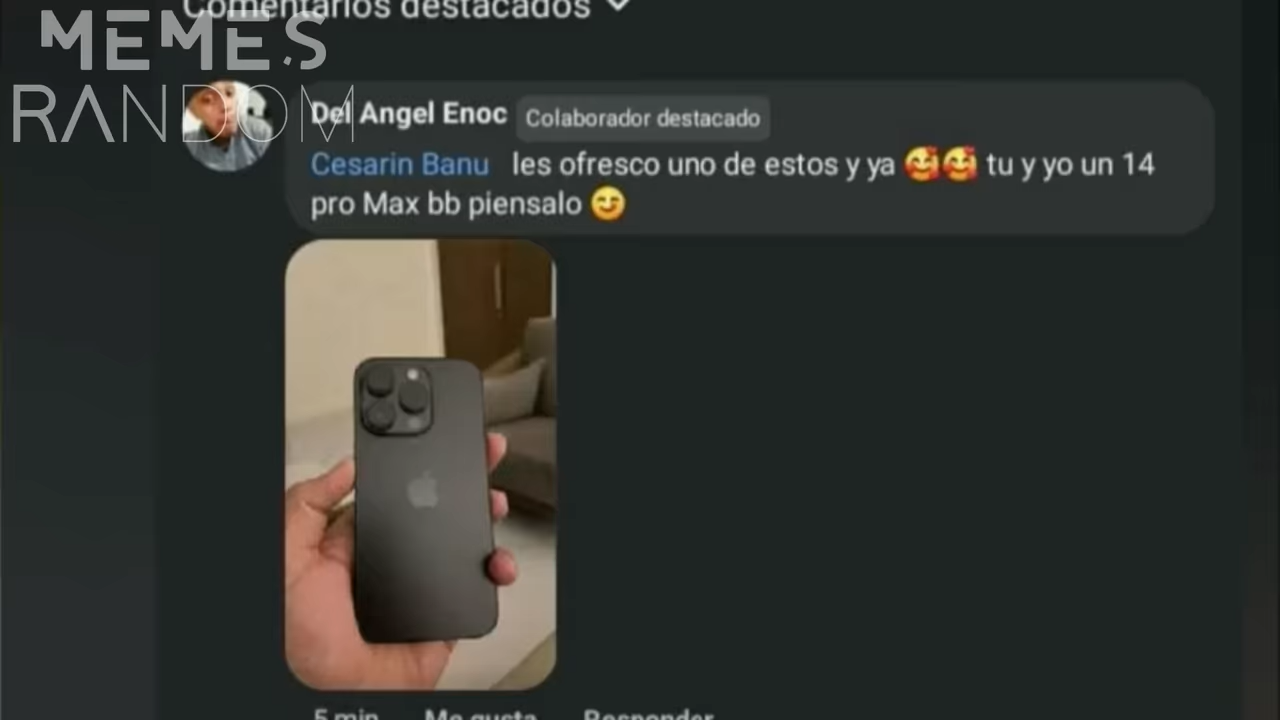 Comentarios destacados
MEMES
RANDOM
Del Angel Enoc Colaborador destacado
Cesarin Banu les ofresco uno de estos y ya 🥰🥰 tu y yo un 14
pro Max bb piensalo 😊
5 min Me gusta Responder